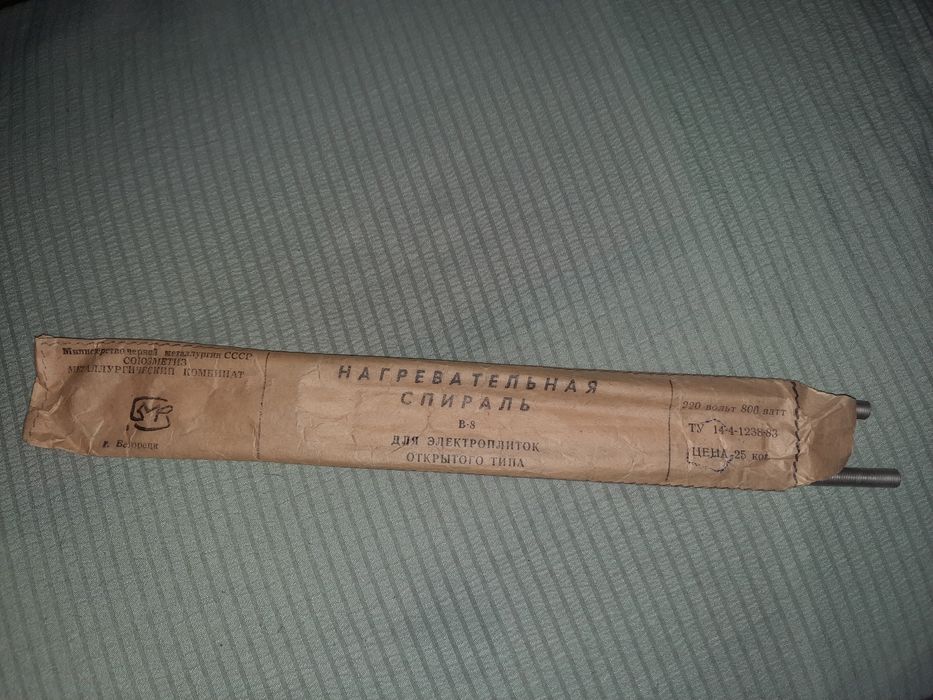 Министерство черной металлургии СССР
СОЮЗМЕТИЗ
МЕТАЛЛУРГИЧЕСКИЙ КОМБИНАТ
г. Белорецк
НАГРЕВАТЕЛЬНАЯ
СПИРАЛЬ
В-8
ДЛЯ ЭЛЕКТРОПЛИТОК
ОТКРЫТОГО ТИПА
220 вольт 800 ватт
ТУ 14-4-1238-83
ЦЕНА 25 коп